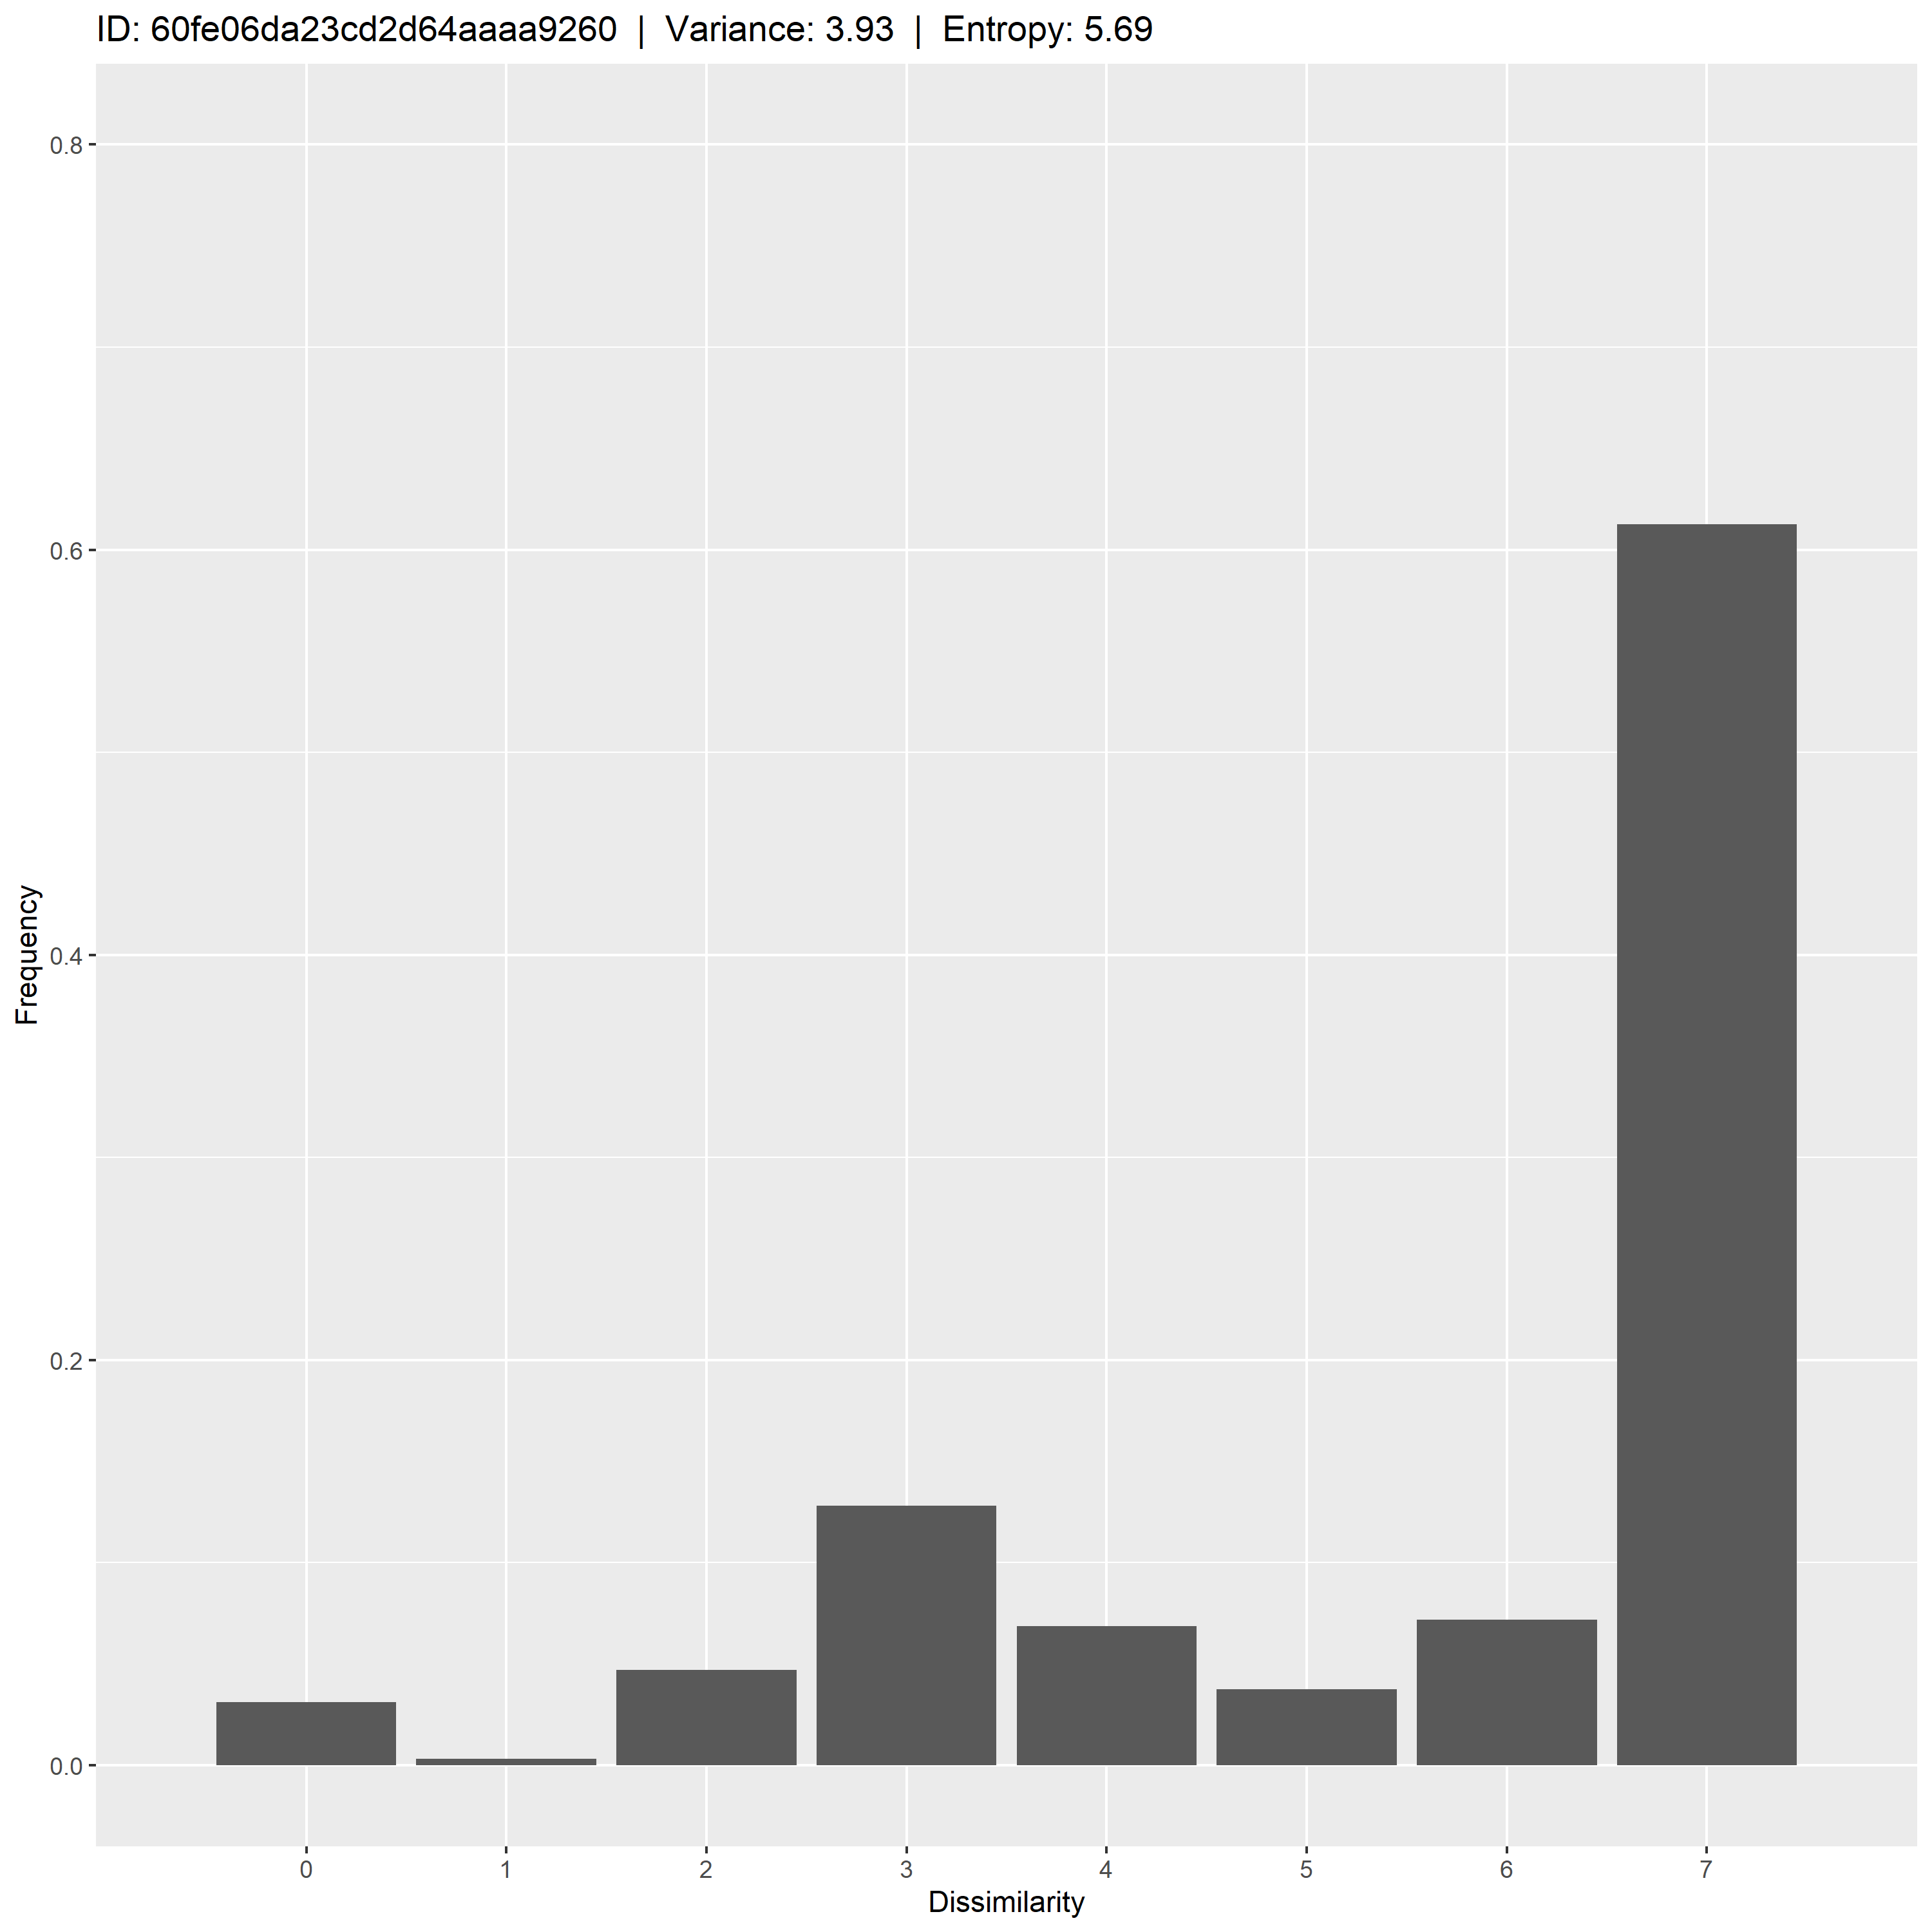 ID: 60fe06da23cd2d64aaaa9260 | Variance: 3.93 | Entropy: 5.69
0.8
0.6
0.4
0.2
0.0
Frequency
0 1 2 3 4 5 6 7
Dissimilarity